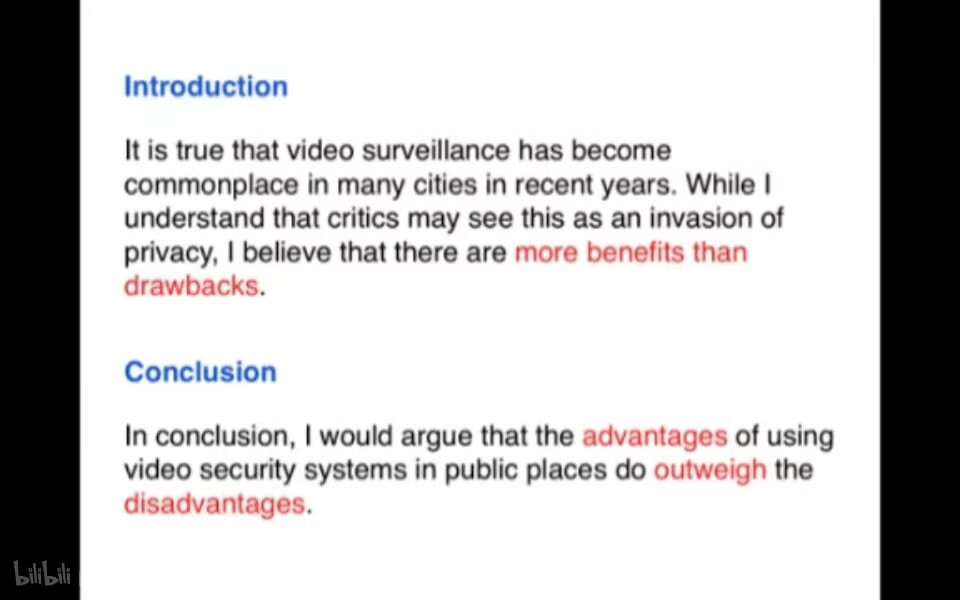 Introduction
It is true that video surveillance has become
commonplace in many cities in recent years. While I
understand that critics may see this as an invasion of
privacy, I believe that there are more benefits than
drawbacks.
Conclusion
In conclusion, I would argue that the advantages of using
video security systems in public places do outweigh the
disadvantages.
bilibili